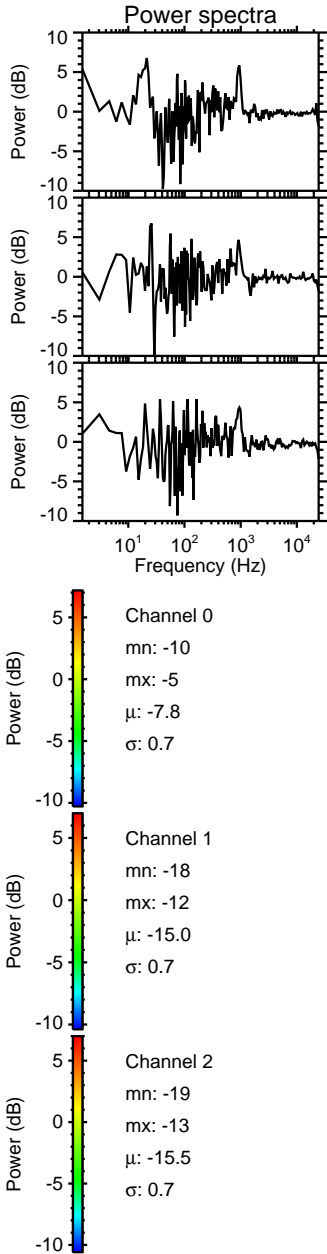 Power spectra
10
5
0
-5
-10
Power (dB)
10
5
0
-5
-10
Power (dB)
10
5
0
-5
-10
Power (dB)
10¹ 10² 10³ 10⁴
Frequency (Hz)
5
0
-5
-10
Power (dB)
Channel 0
mn: -10
mx: -5
μ: -7.8
σ: 0.7
5
0
-5
-10
Power (dB)
Channel 1
mn: -18
mx: -12
μ: -15.0
σ: 0.7
5
0
-5
-10
Power (dB)
Channel 2
mn: -19
mx: -13
μ: -15.5
σ: 0.7